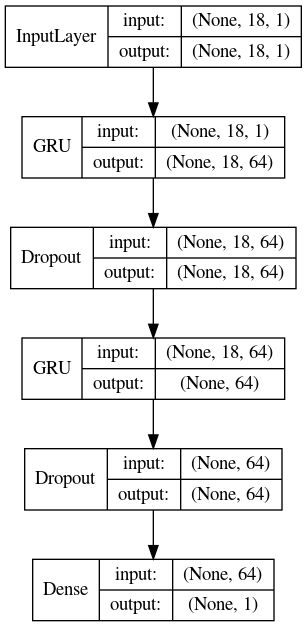 InputLayer input: (None, 18, 1)
output: (None, 18, 1)
GRU input: (None, 18, 1)
output: (None, 18, 64)
Dropout input: (None, 18, 64)
output: (None, 18, 64)
GRU input: (None, 18, 64)
output: (None, 64)
Dropout input: (None, 64)
output: (None, 64)
Dense input: (None, 64)
output: (None, 1)